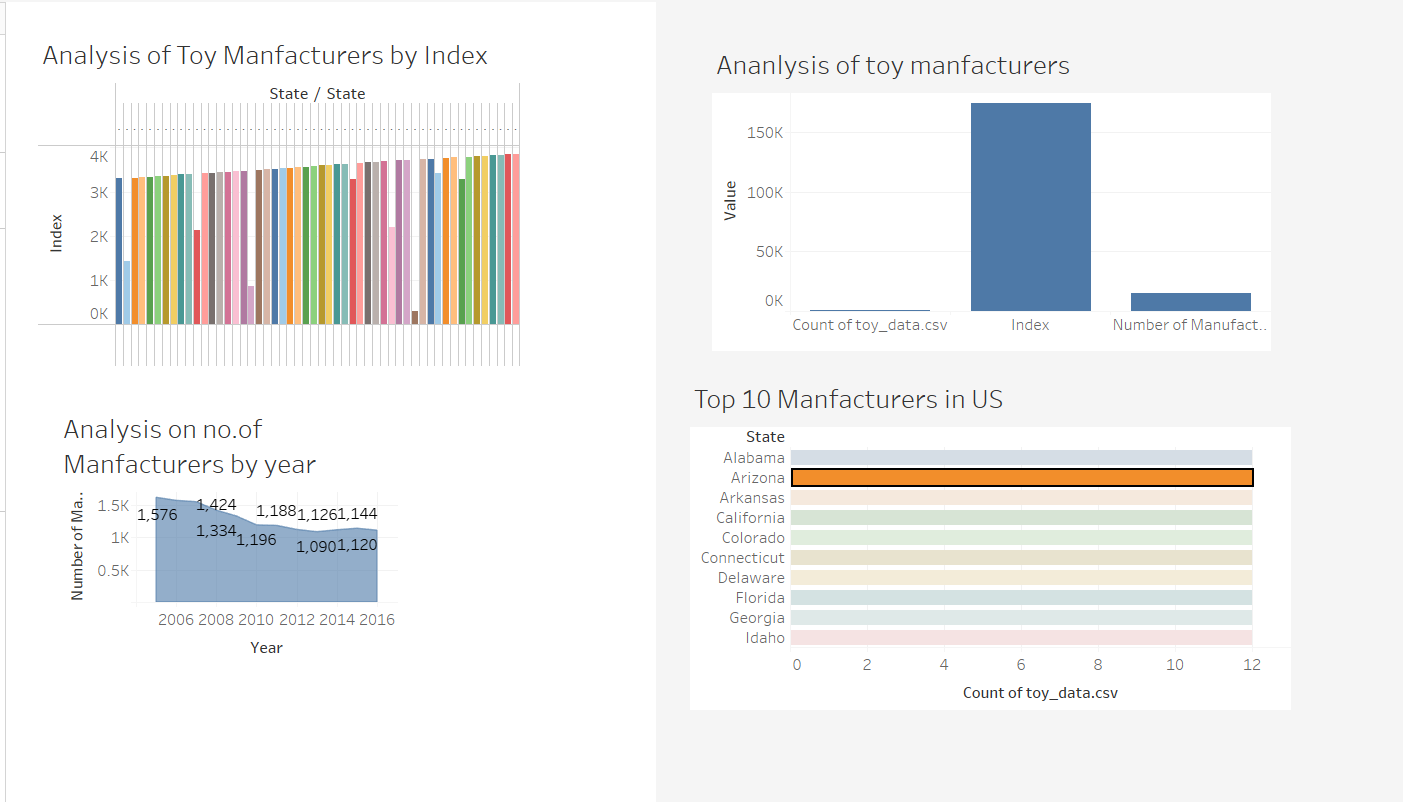 Analysis of Toy Manfacturers by Index
State / State
4K
3K
2K
1K
0K
Index
Analysis on no.of
Manfacturers by year
Number of Ma..
1.5K
1K
0.5K
1,576
1,424
1,334
1,196
1,188
1,126
1,090
1,144
1,120
2006 2008 2010 2012 2014 2016
Year
Ananlysis of toy manfacturers
Value
150K
100K
50K
0K
Count of toy_data.csv
Index
Number of Manufact..
Top 10 Manfacturers in US
State
Alabama
Arizona
Arkansas
California
Colorado
Connecticut
Delaware
Florida
Georgia
Idaho
0 2 4 6 8 10 12
Count of toy_data.csv